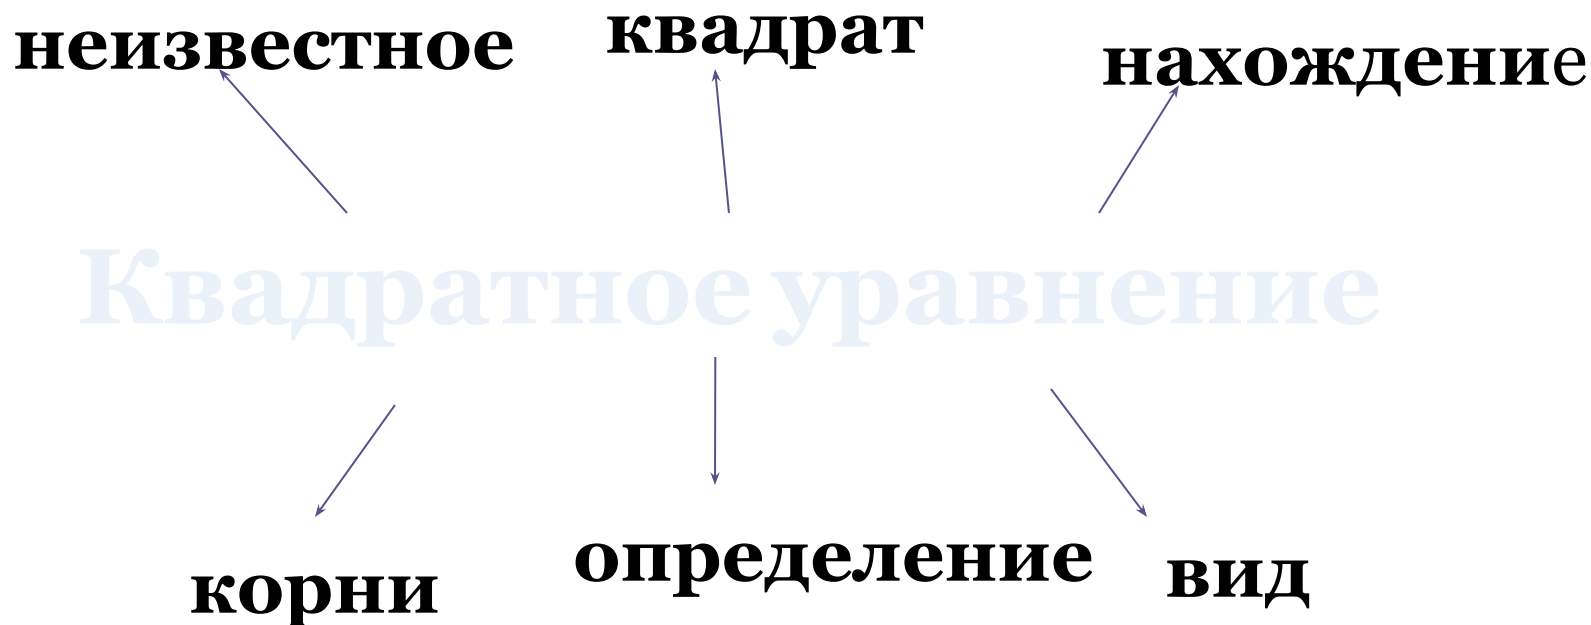 неизвестное
квадрат
нахождение
Квадратное уравнение
корни
определение
вид